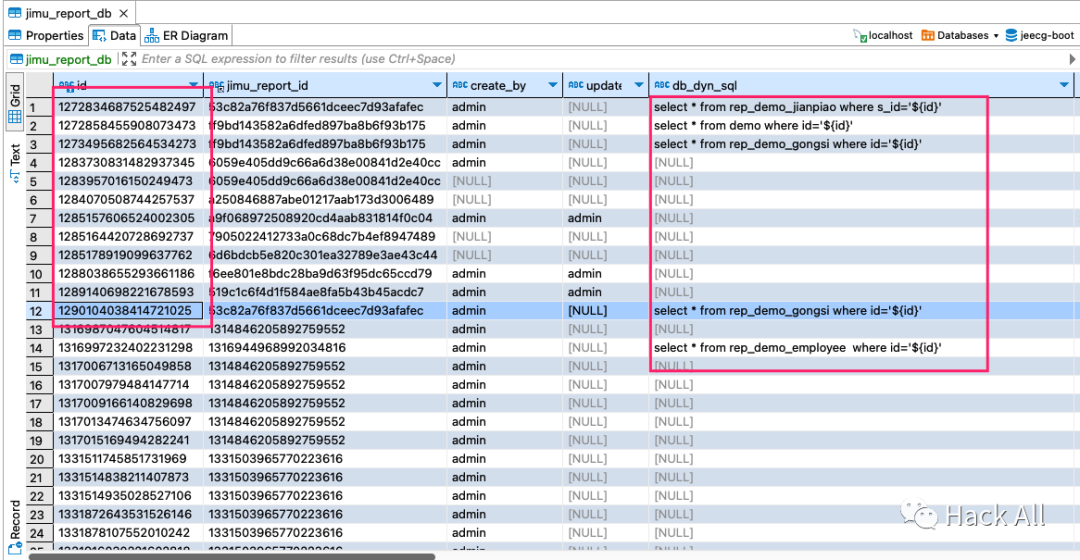 jimu_report_db
Properties Data ER Diagram localhost Databases jeecg-boot
jimu_report_db Enter a SQL expression to filter results (use Ctrl+Space)
Grid
Text
Record
ABC id ABC jimu_report_id ABC create_by ABC update ABC db_dyn_sql
1 1272834687525482497 53c82a76f837d5661dceec7d93afafec admin [NULL] select * from rep_demo_jianpiao where s_id='${id}'
2 1272858455908073473 ff9bd143582a6dfed897ba8b6f93b175 admin [NULL] select * from demo where id='${id}'
3 1273495682564534273 ff9bd143582a6dfed897ba8b6f93b175 admin [NULL] select * from rep_demo_gongsi where id='${id}'
4 1283730831482937345 6059e405dd9c66a6d38e00841d2e40cc admin [NULL] [NULL]
5 1283957016150249473 6059e405dd9c66a6d38e00841d2e40cc [NULL] [NULL] [NULL]
6 1284070508744257537 a250846887abe01217aab173d3006489 [NULL] [NULL] [NULL]
7 1285157606524002305 a9f068972508920cd4aab831814f0c04 admin admin [NULL]
8 1285164420728692737 7905022412733a0c68dc7b4ef8947489 [NULL] [NULL] [NULL]
9 1285178919099637762 6d6bdcb5e820c301ea32789e3ae43c44 [NULL] [NULL] [NULL]
10 1288038655293661186 f6ee801e8bdc28ba9d63f95dc65ccd79 admin admin [NULL]
11 1289140698221678593 519c1c6f4d1f584ae8fa5b43b45acdc7 admin admin [NULL]
12 1290104038414721025 53c82a76f837d5661dceec7d93afafec admin [NULL] select * from rep_demo_gongsi where id='${id}'
13 1316987047604514817 1314846205892759552 admin [NULL] [NULL]
14 1316997232402231298 1316944968992034816 admin [NULL] select * from rep_demo_employee where id='${id}'
15 1317006713165049858 1314846205892759552 admin [NULL] [NULL]
16 1317007979484147714 1314846205892759552 admin [NULL] [NULL]
17 1317009166140829698 1314846205892759552 admin [NULL] [NULL]
18 1317013474634756097 1314846205892759552 admin [NULL] [NULL]
19 1317015169494282241 1314846205892759552 admin [NULL] [NULL]
20 1331511745851731969 1331503965770223616 admin [NULL] [NULL]
21 1331514838211407873 1331503965770223616 admin [NULL] [NULL]
22 1331514935028527106 1331503965770223616 admin [NULL] [NULL]
23 1331872643531526146 1331503965770223616 admin [NULL] [NULL]
24 1331878107552010242 1331503965770223616 admin [NULL] [NULL]
Hack All